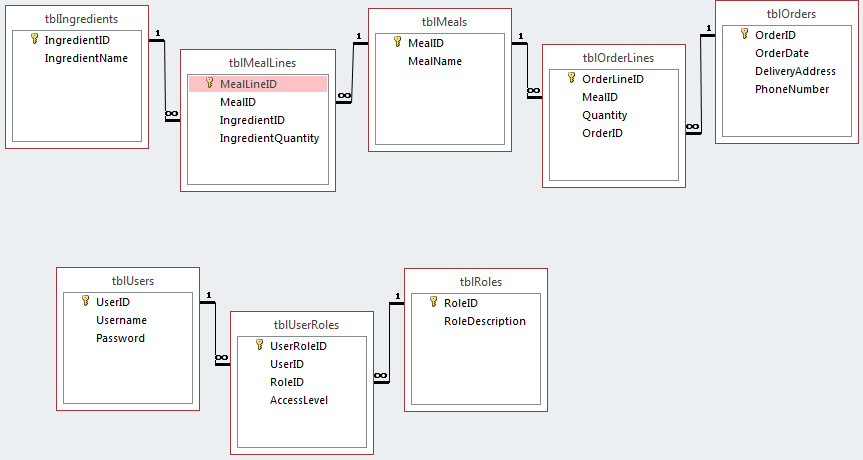 tblIngredients
IngredientID
IngredientName
1
∞
tblMealLines
MealLineID
MealID
IngredientID
IngredientQuantity
∞
1
tblMeals
MealID
MealName
1
∞
tblOrderLines
OrderLineID
MealID
Quantity
OrderID
∞
1
tblOrders
OrderID
OrderDate
DeliveryAddress
PhoneNumber
tblUsers
UserID
Username
Password
1
∞
tblUserRoles
UserRoleID
UserID
RoleID
AccessLevel
∞
1
tblRoles
RoleID
RoleDescription